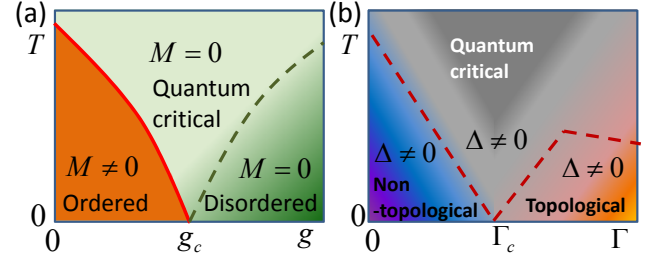 (a)
T
M = 0
Quantum
critical
M ≠ 0
Ordered
M = 0
Disordered
0
0
g_c
g
(b)
T
Quantum
critical
Δ ≠ 0
Δ ≠ 0
Δ ≠ 0
Non
-topological
Topological
0
0
Γ_c
Γ